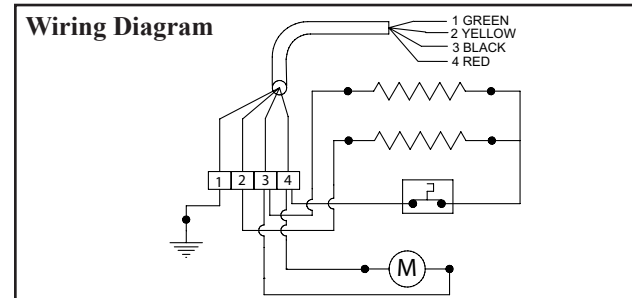 Wiring Diagram
1 GREEN
2 YELLOW
3 BLACK
4 RED
1 2 3 4
M